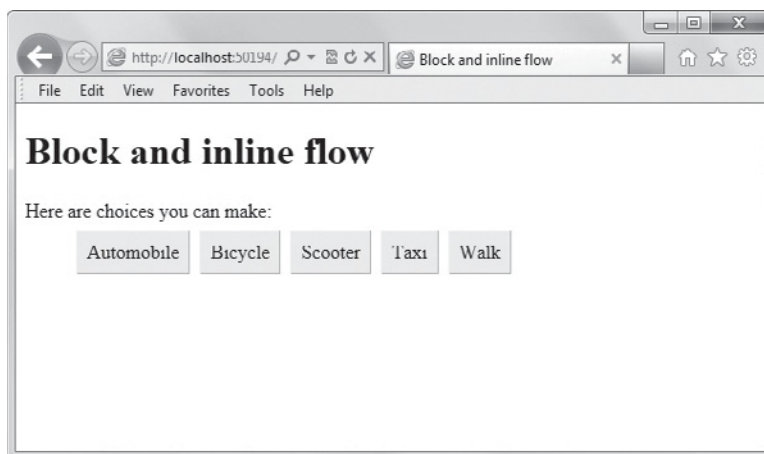 http://localhost:50194/
Block and inline flow
File Edit View Favorites Tools Help
Block and inline flow
Here are choices you can make:
Automobile Bicycle Scooter Taxi Walk